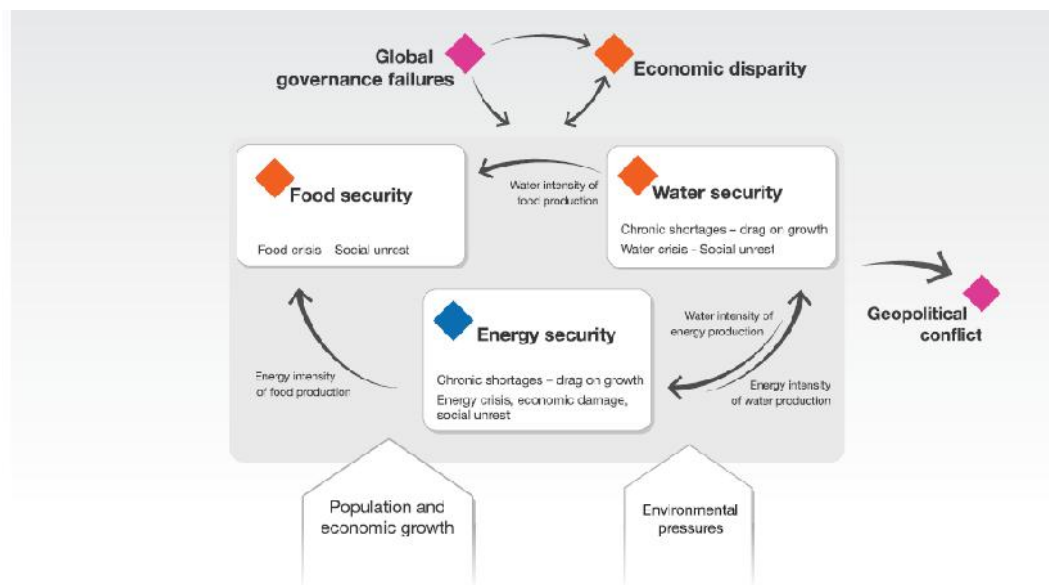 Global
governance failures
Economic disparity
Food security
Food crisis – Social unrest
Water intensity of
food production
Water security
Chronic shortages – drag on growth
Water crisis – Social unrest
Geopolitical
conflict
Energy security
Chronic shortages – drag on growth
Energy crisis, economic damage,
social unrest
Water intensity of
energy production
Energy intensity
of food production
Energy intensity
of water production
Population and
economic growth
Environmental
pressures